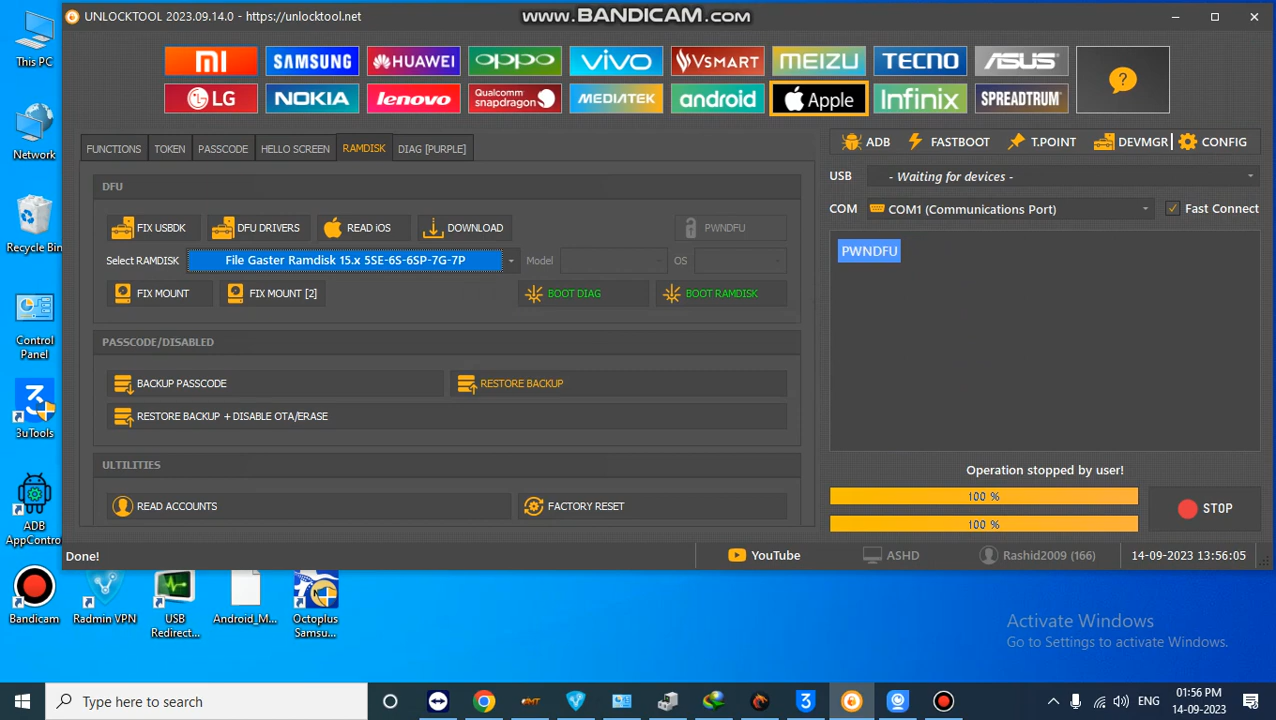 This PC
Network
Recycle Bin
Control
Panel
3uTools
ADB
AppContro
Bandicam
Radmin VPN
USB
Redirect...
Android_M...
Octoplus
Samsu...
UNLOCKTOOL 2023.09.14.0 - https://unlocktool.net
www.BANDICAM.com
MI SAMSUNG HUAWEI OPPO VIVO VSMART MEIZU TECNO ASUS
LG NOKIA lenovo Qualcomm snapdragon MEDIATEK android Apple Infinix SPREADTRUM ?
FUNCTIONS TOKEN PASSCODE HELLO SCREEN RAMDISK DIAG [PURPLE]
DFU
FIX USBDK DFU DRIVERS READ iOS DOWNLOAD PWNDFU
Select RAMDISK File Gaster Ramdisk 15.x 5SE-6S-6SP-7G-7P Model OS
FIX MOUNT FIX MOUNT [2] BOOT DIAG BOOT RAMDISK
PASSCODE/DISABLED
BACKUP PASSCODE RESTORE BACKUP
RESTORE BACKUP + DISABLE OTA/ERASE
ULTILITIES
READ ACCOUNTS FACTORY RESET
ADB FASTBOOT T.POINT DEVMGR CONFIG
USB - Waiting for devices -
COM COM1 (Communications Port) Fast Connect
PWNDFU
Operation stopped by user!
100 %
100 %
STOP
Done! YouTube ASHD Rashid2009 (166) 14-09-2023 13:56:05
Activate Windows
Go to Settings to activate Windows.
Type here to search
ENG
01:56 PM
14-09-2023